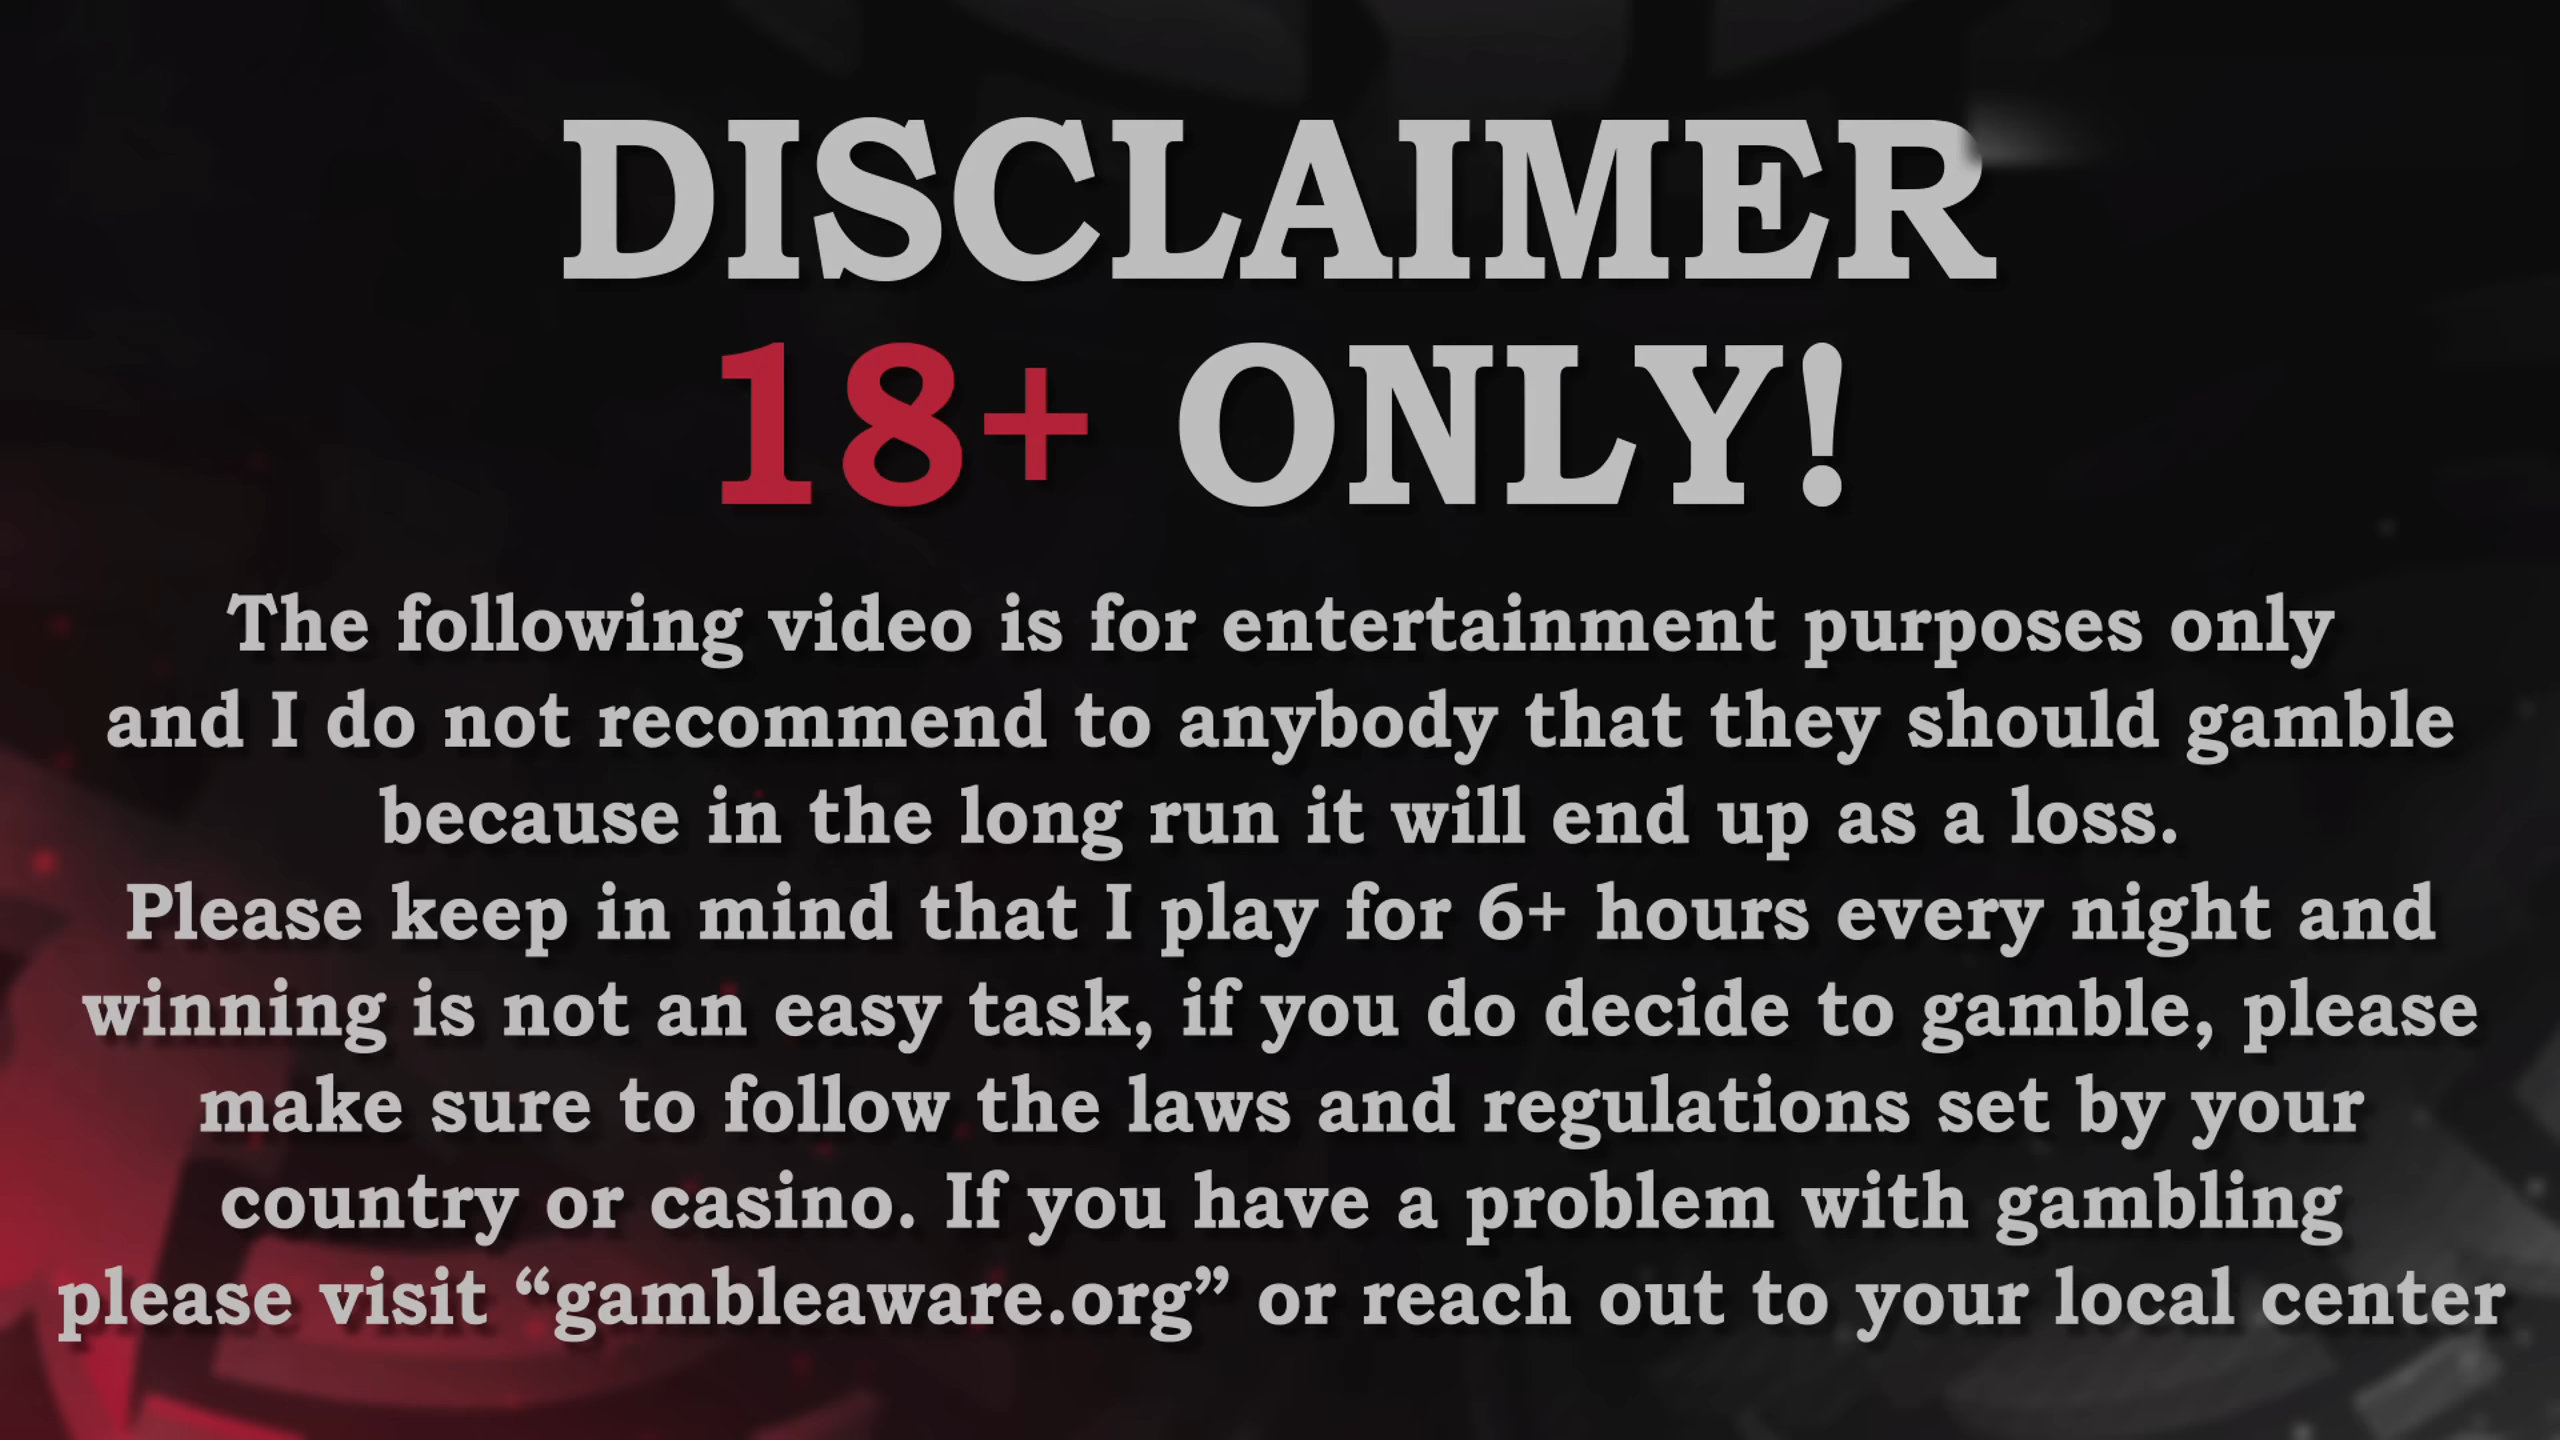 DISCLAIMER
18+ ONLY!
The following video is for entertainment purposes only
and I do not recommend to anybody that they should gamble
because in the long run it will end up as a loss.
Please keep in mind that I play for 6+ hours every night and
winning is not an easy task, if you do decide to gamble, please
make sure to follow the laws and regulations set by your
country or casino. If you have a problem with gambling
please visit “gambleaware.org” or reach out to your local center